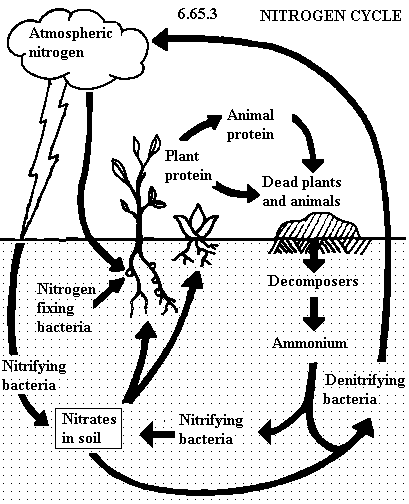 6.65.3
NITROGEN CYCLE
Atmospheric
nitrogen
Animal
protein
Plant
protein
Dead plants
and animals
Nitrogen
fixing
bacteria
Decomposers
Ammonium
Nitrifying
bacteria
Denitrifying
bacteria
Nitrates
in soil
Nitrifying
bacteria